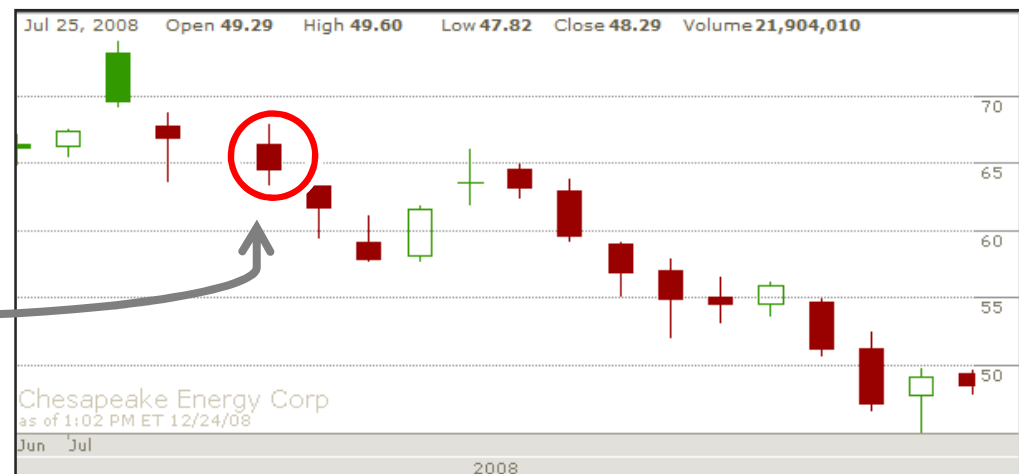 Jul 25, 2008 Open 49.29 High 49.60 Low 47.82 Close 48.29 Volume 21,904,010
70
65
60
55
50
Chesapeake Energy Corp
as of 1:02 PM ET 12/24/08
Jun 'Jul
2008